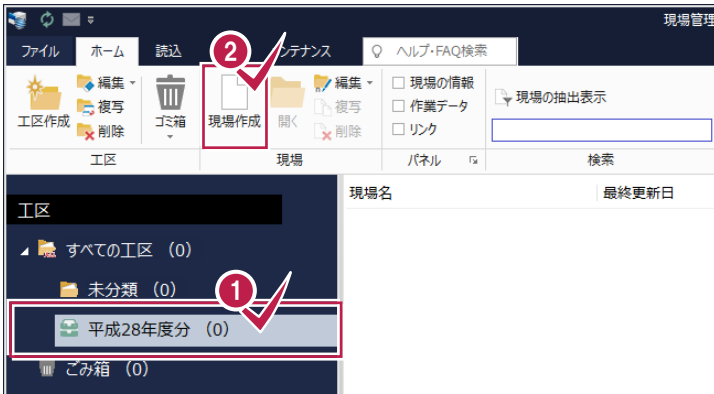 現場管理
ファイル ホーム 読込 2 テナンス ヘルプ・FAQ検索
工区作成 編集 複写 削除 ゴミ箱 現場作成 開く 編集 複写 削除 現場の情報 作業データ リンク 現場の抽出表示
工区 現場 パネル 検索
工区 現場名 最終更新日
すべての工区 (0)
未分類 (0)
1
平成28年度分 (0)
ごみ箱 (0)